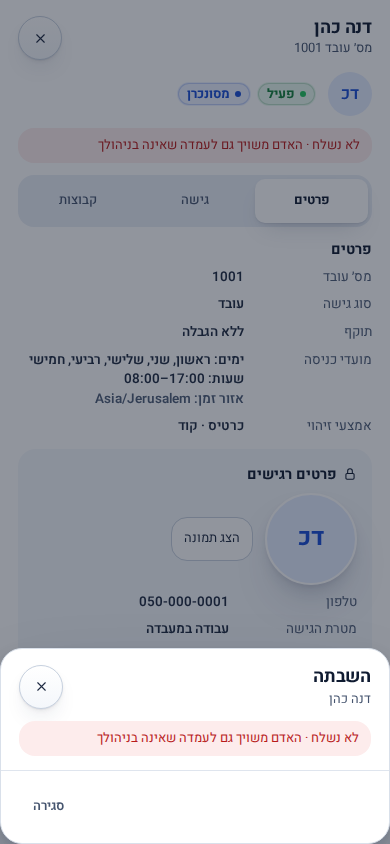 דנה כהן
מס׳ עובד 1001
דכ
פעיל
מסונכרן
לא נשלח · האדם משויך גם לעמדה שאינה בניהולך
פרטים
גישה
קבוצות
פרטים
מס׳ עובד
1001
סוג גישה
עובד
תוקף
ללא הגבלה
מועדי כניסה
ימים: ראשון, שני, שלישי, רביעי, חמישי
שעות: 08:00–17:00
אזור זמן: Asia/Jerusalem
אמצעי זיהוי
כרטיס · קוד
פרטים רגישים
דכ
הצג תמונה
טלפון
050-000-0001
מטרת הגישה
עבודה במעבדה
השבתה
דנה כהן
לא נשלח · האדם משויך גם לעמדה שאינה בניהולך
סגירה